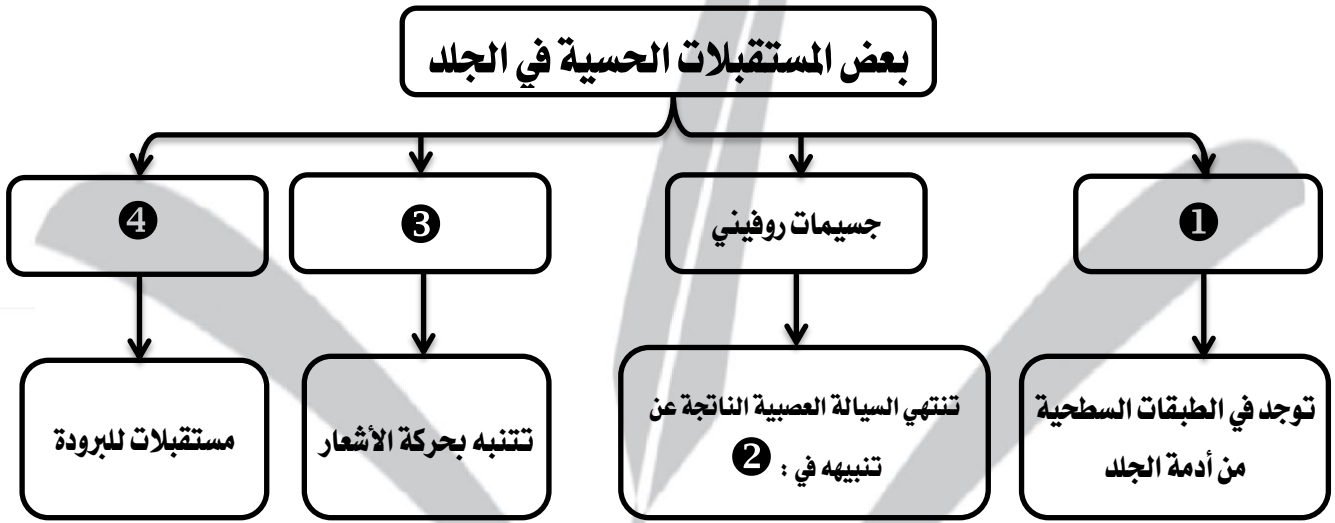 بعض المستقبلات الحسية في الجلد
❶
جسيمات روفيني
❸
❹
توجد في الطبقات السطحية
من أدمة الجلد
تنتهي السيالة العصبية الناتجة عن
تنبيهه في : ❷
تتنبه بحركة الأشعار
مستقبلات للبرودة